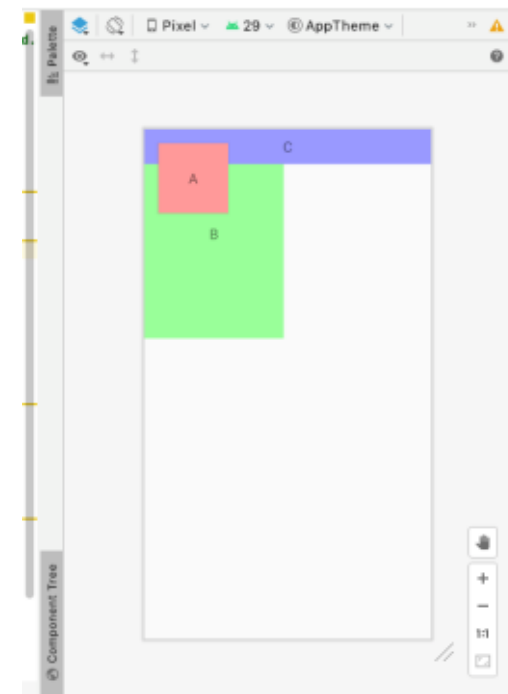 d.
Palette
Pixel 29 AppTheme »
?
C
A
B
1:1
Component Tree